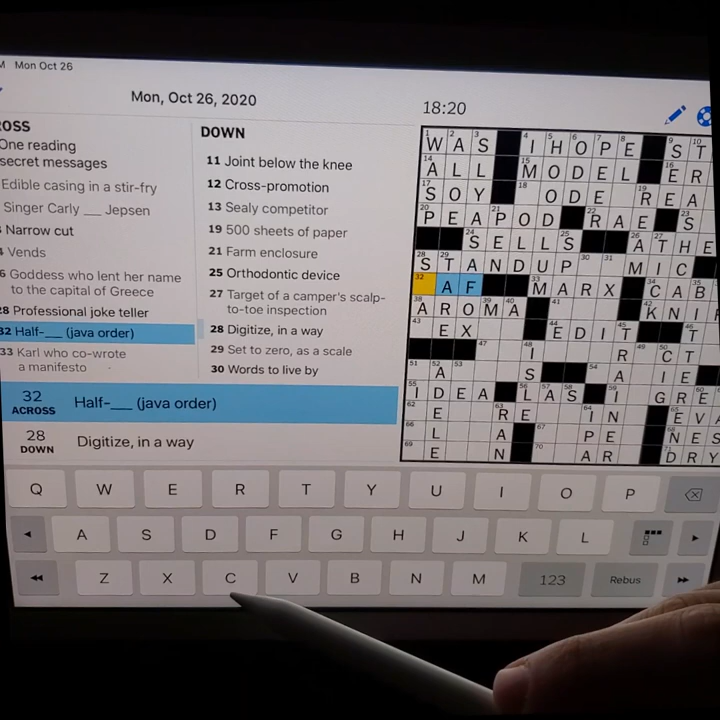 Mon Oct 26
Mon, Oct 26, 2020
18:20
ROSS
One reading
secret messages
Edible casing in a stir-fry
Singer Carly ___ Jepsen
Narrow cut
Vends
Goddess who lent her name
to the capital of Greece
28 Professional joke teller
32 Half-___ (java order)
33 Karl who co-wrote
a manifesto
DOWN
11 Joint below the knee
12 Cross-promotion
13 Sealy competitor
19 500 sheets of paper
21 Farm enclosure
25 Orthodontic device
27 Target of a camper's scalp-
to-toe inspection
28 Digitize, in a way
29 Set to zero, as a scale
30 Words to live by
32
ACROSS
Half-___ (java order)
28
DOWN
Digitize, in a way
WAS IHOPE ST
ALL MODEL ER
SOY ODE REA
PEAPOD RAE S
SELLS ATHE
STANDUP MIC
AF MARX CAB
AROMA KNI
EX EDIT T
I R CT
A S A IE
IDEA LAS I GRE
E RE IN EVA
L A PE NES
E N AR DRY
Q W E R T Y U I O P
A S D F G H J K L
Z X C V B N M 123 Rebus